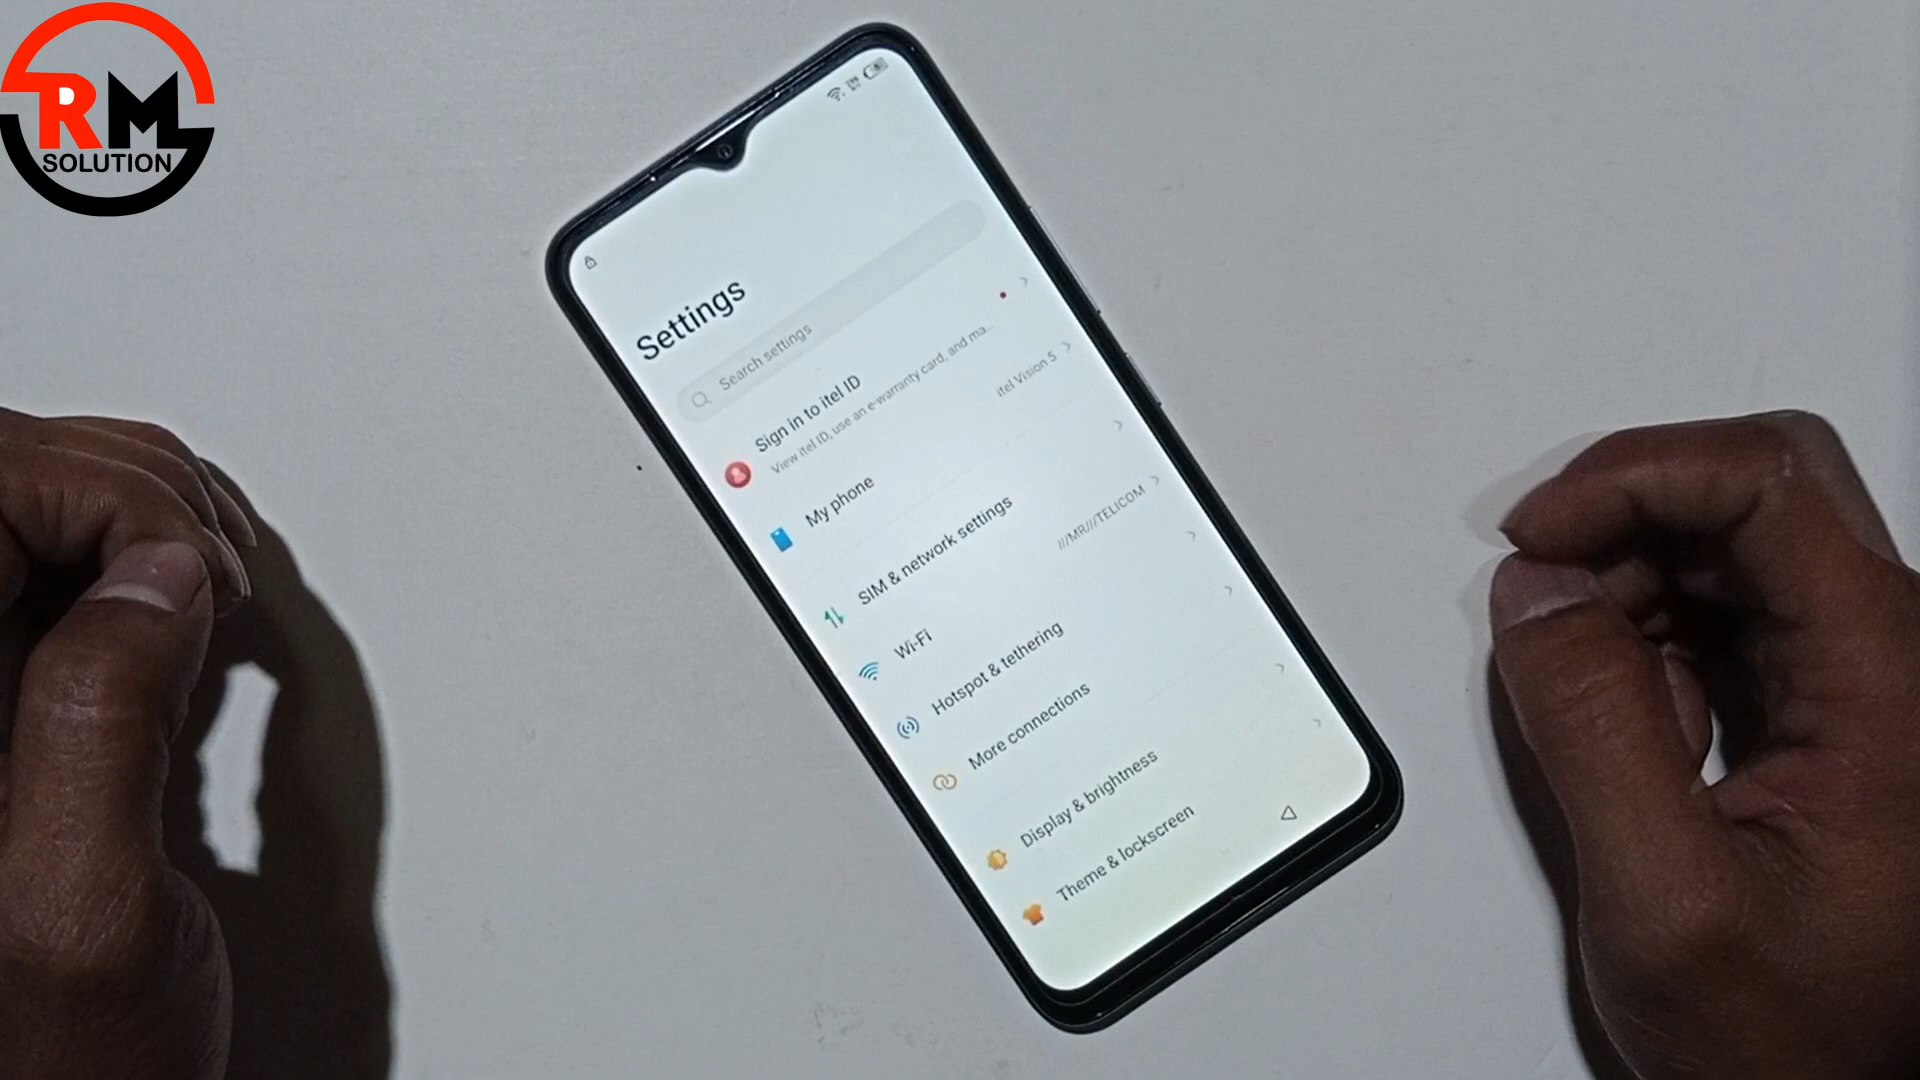 RM
SOLUTION
Settings
Search settings
Sign in to itel ID
View itel ID, use an e-warranty card, and ma...
My phone
itel Vision 5
SIM & network settings
Wi-Fi
///MR///TELICOM
Hotspot & tethering
More connections
Display & brightness
Theme & lockscreen